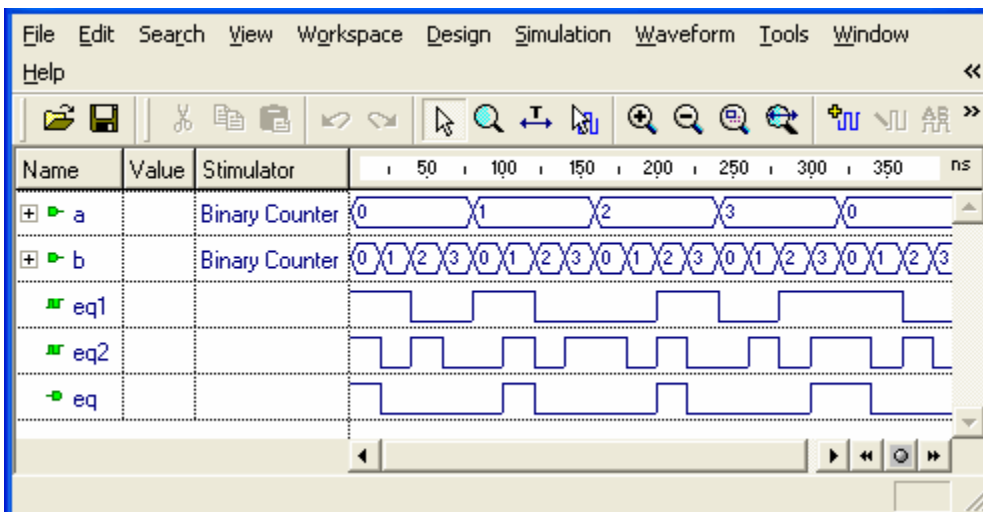 File Edit Search View Workspace Design Simulation Waveform Tools Window
Help
T AR
Name Value Stimulator 50 100 150 200 250 300 350 ns
a Binary Counter 0 1 2 3 0
b Binary Counter 0 1 2 3 0 1 2 3 0 1 2 3 0 1 2 3 0 1 2 3
eq1
eq2
eq